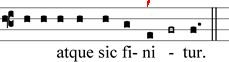 atque sic fi- ni - tur.